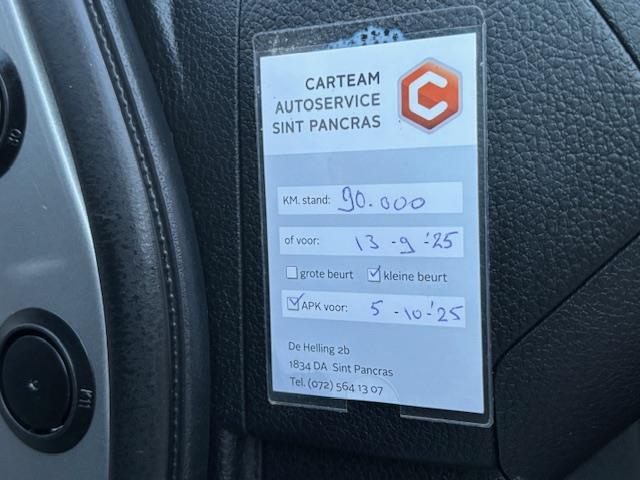 CARTEAM
AUTOSERVICE
SINT PANCRAS
KM. stand: 90.000
of voor: 13-9-'25
grote beurt kleine beurt
APK voor: 5-10-'25
De Helling 2b
1834 DA Sint Pancras
Tel. (072) 564 13 07